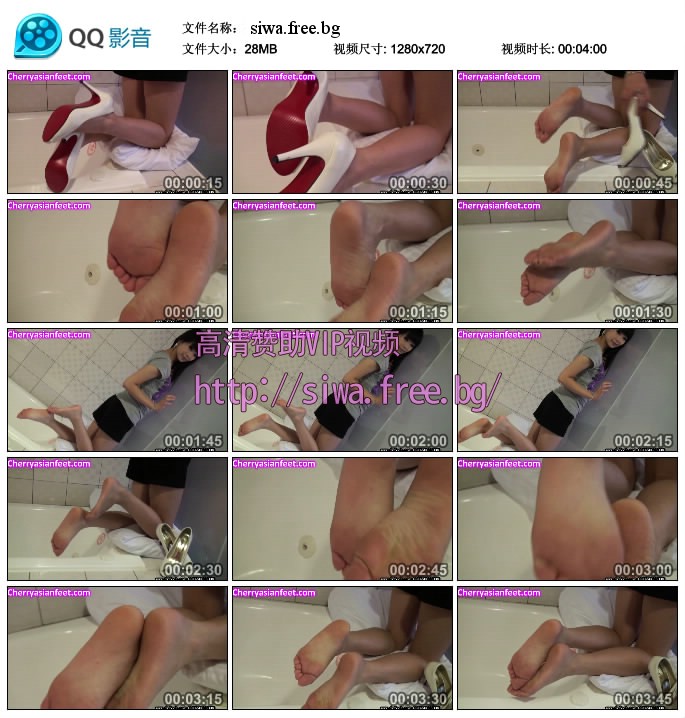 QQ 影音
文件名称: siwa.free.bg
文件大小: 28MB 视频尺寸: 1280x720 视频时长: 00:04:00
Cherryasianfeet.com Cherryasianfeet.com Cherryasianfeet.com
00:00:15 00:00:30 00:00:45
Cherryasianfeet.com Cherryasianfeet.com Cherryasianfeet.com
00:01:00 00:01:15 00:01:30
Cherryasianfeet.com Cherryasianfeet.com Cherryasianfeet.com
高清赞助VIP视频
http://siwa.free.bg/
00:01:45 00:02:00 00:02:15
Cherryasianfeet.com Cherryasianfeet.com Cherryasianfeet.com
00:02:30 00:02:45 00:03:00
Cherryasianfeet.com Cherryasianfeet.com Cherryasianfeet.com
00:03:15 00:03:30 00:03:45